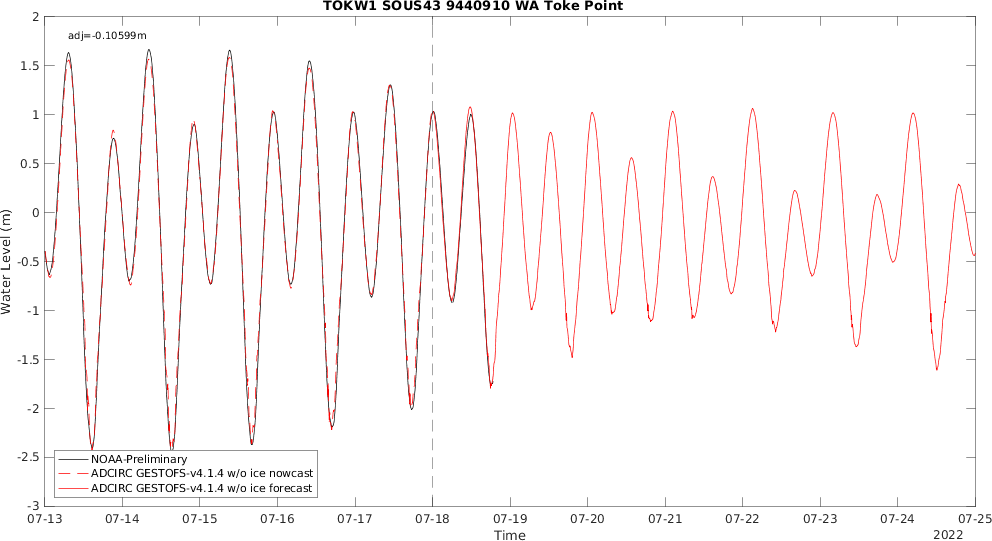 TOKW1 SOUS43 9440910 WA Toke Point
adj=-0.10599m
2
1.5
1
0.5
0
-0.5
-1
-1.5
-2
-2.5
-3
Water Level (m)
NOAA-Preliminary
ADCIRC GESTOFS-v4.1.4 w/o ice nowcast
ADCIRC GESTOFS-v4.1.4 w/o ice forecast
07-13 07-14 07-15 07-16 07-17 07-18 07-19 07-20 07-21 07-22 07-23 07-24 07-25
Time
2022